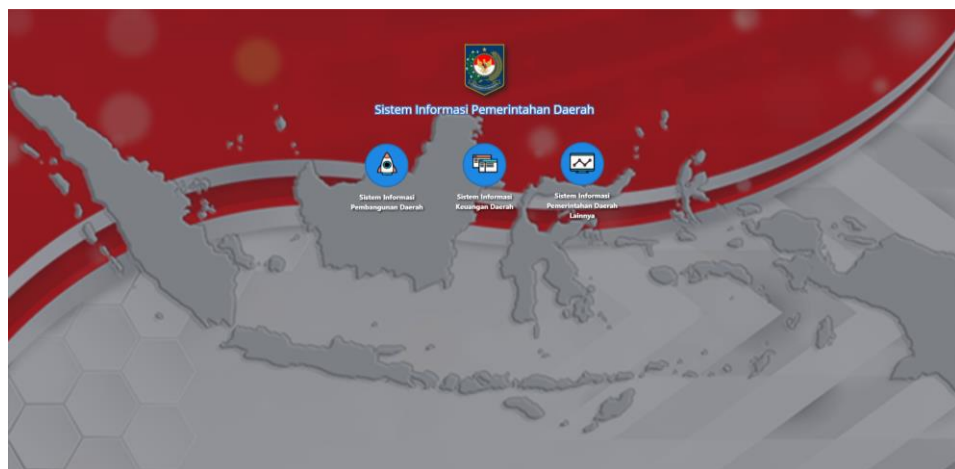 Sistem Informasi Pemerintahan Daerah
Sistem Informasi
Pembangunan Daerah
Sistem Informasi
Keuangan Daerah
Sistem Informasi
Pemerintahan Daerah
Lainnya